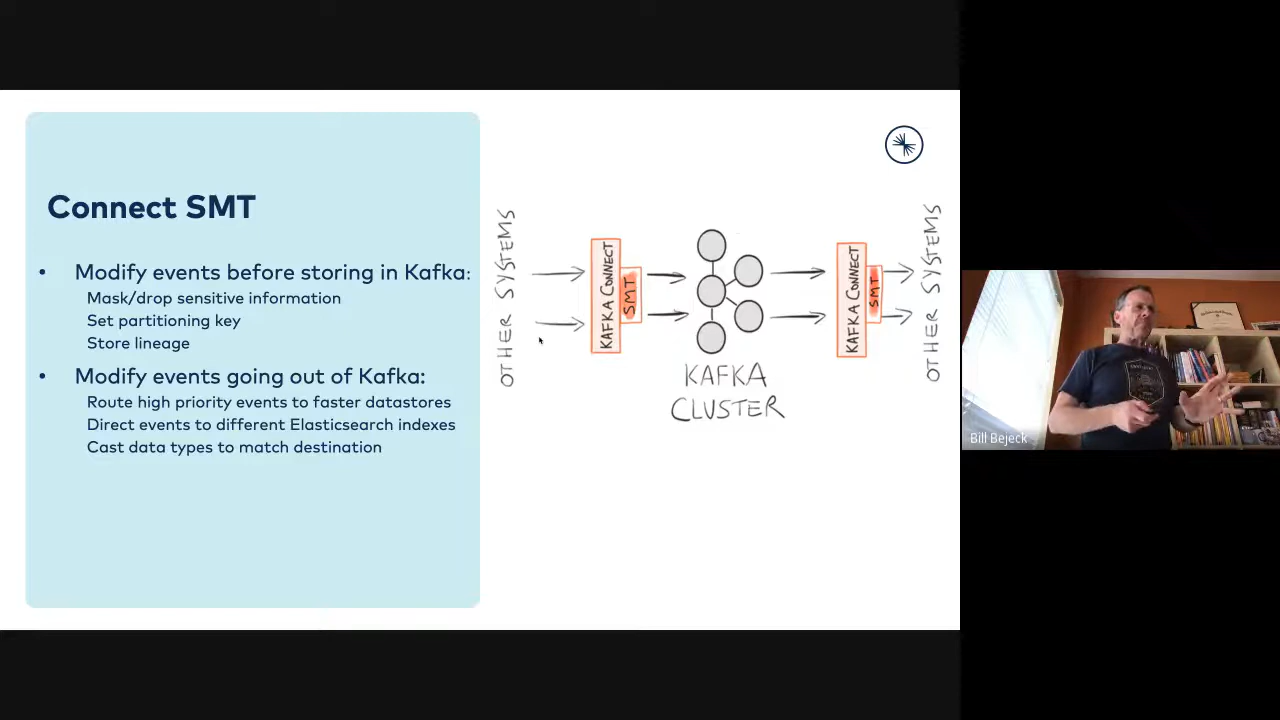 Connect SMT
• Modify events before storing in Kafka:
Mask/drop sensitive information
Set partitioning key
Store lineage
• Modify events going out of Kafka:
Route high priority events to faster datastores
Direct events to different Elasticsearch indexes
Cast data types to match destination
OTHER SYSTEMS
KAFKA CONNECT
SMT
KAFKA
CLUSTER
KAFKA CONNECT
SMT
OTHER SYSTEMS
Bill Bejeck